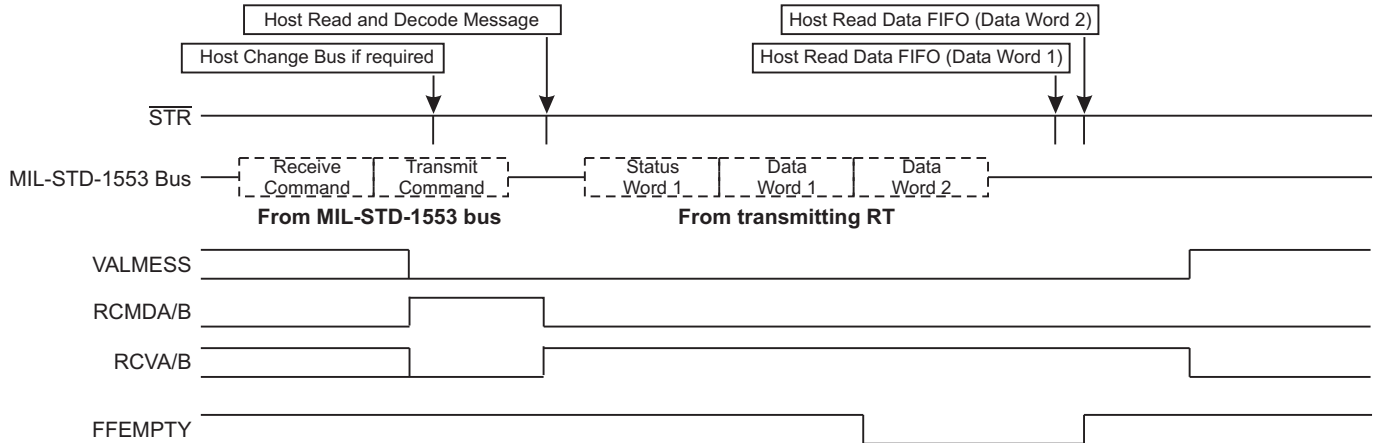 Host Read and Decode Message
Host Read Data FIFO (Data Word 2)
Host Change Bus if required
Host Read Data FIFO (Data Word 1)
STR
MIL-STD-1553 Bus
Receive
Command
Transmit
Command
Status
Word 1
Data
Word 1
Data
Word 2
From MIL-STD-1553 bus
From transmitting RT
VALMESS
RCMDA/B
RCVA/B
FFEMPTY